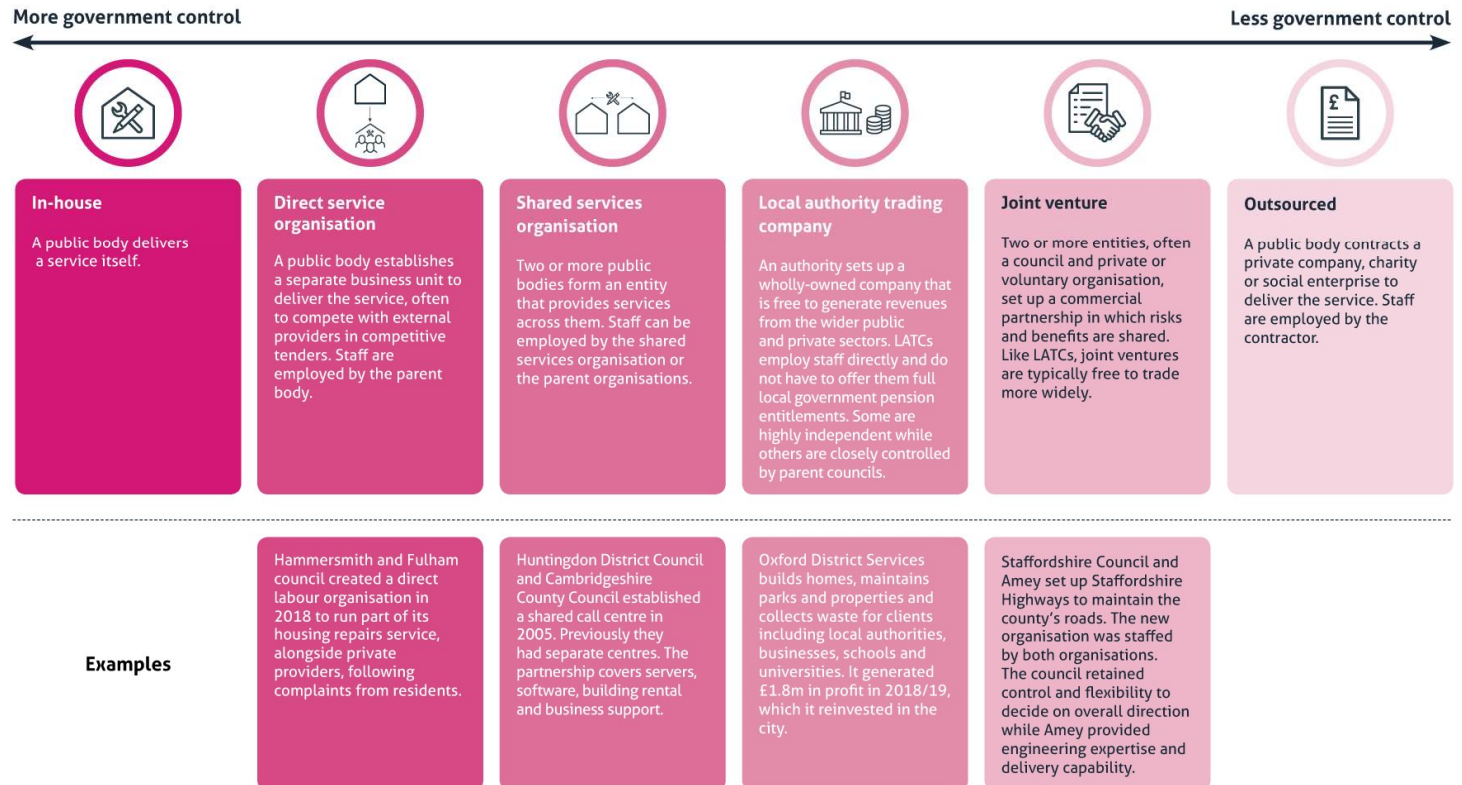 More government control
Less government control
£
In-house
A public body delivers
a service itself.
Direct service
organisation
A public body establishes
a separate business unit to
deliver the service, often
to compete with external
providers in competitive
tenders. Staff are
employed by the parent
body.
Shared services
organisation
Two or more public
bodies form an entity
that provides services
across them. Staff can be
employed by the shared
services organisation or
the parent organisations.
Local authority trading
company
An authority sets up a
wholly-owned company that
is free to generate revenues
from the wider public
and private sectors. LATCs
employ staff directly and do
not have to offer them full
local government pension
entitlements. Some are
highly independent while
others are closely controlled
by parent councils.
Joint venture
Two or more entities, often
a council and private or
voluntary organisation,
set up a commercial
partnership in which risks
and benefits are shared.
Like LATCs, joint ventures
are typically free to trade
more widely.
Outsourced
A public body contracts a
private company, charity
or social enterprise to
deliver the service. Staff
are employed by the
contractor.
Examples
Hammersmith and Fulham
council created a direct
labour organisation in
2018 to run part of its
housing repairs service,
alongside private
providers, following
complaints from residents.
Huntingdon District Council
and Cambridgeshire
County Council established
a shared call centre in
2005. Previously they
had separate centres. The
partnership covers servers,
software, building rental
and business support.
Oxford District Services
builds homes, maintains
parks and properties and
collects waste for clients
including local authorities,
businesses, schools and
universities. It generated
£1.8m in profit in 2018/19,
which it reinvested in the
city.
Staffordshire Council and
Amey set up Staffordshire
Highways to maintain the
county's roads. The new
organisation was staffed
by both organisations.
The council retained
control and flexibility to
decide on overall direction
while Amey provided
engineering expertise and
delivery capability.